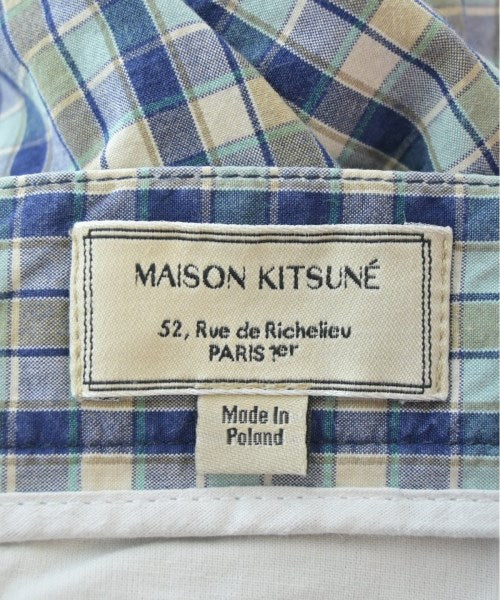 MAISON KITSUNÉ
52, Rue de Richelieu
PARIS 1er
Made In
Poland